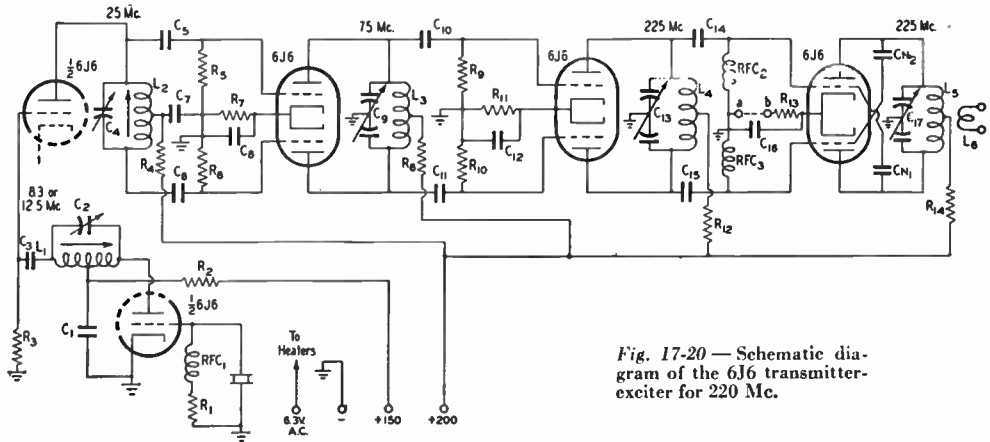 25 Mc.
C5
75 Mc.
C10
225 Mc
C14
225 Mc.
½ 6J6
6J6
6J6
6J6
L2
R5
L3
R9
L4
RFC2
CN2
L5
C4
C7
R7
C9
R11
C13
a
b
R13
C17
L6
R4
C8
C12
C16
R6
R8
R10
RFC3
CN1
C6
C11
C15
R12
R14
8.3 or
12.5 Mc
C2
C3
L1
R2
½ 6J6
C1
R3
RFC1
R1
To
Heaters
6.3V.
A.C.
–
+150
+200
Fig. 17-20 — Schematic dia-
gram of the 6J6 transmitter-
exciter for 220 Mc.